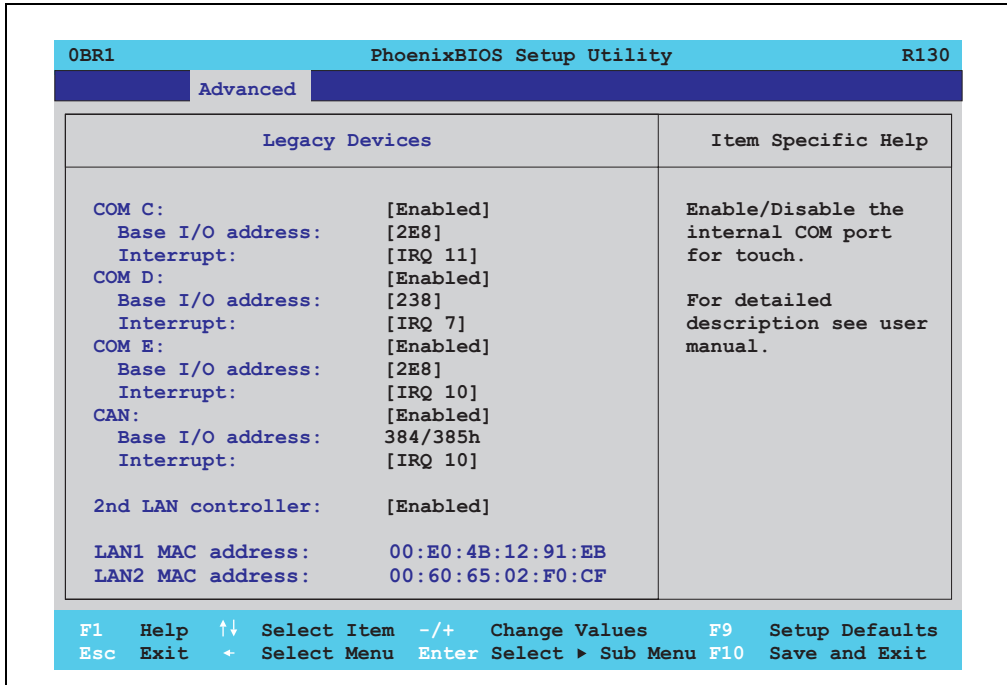 0BR1 PhoenixBIOS Setup Utility R130
Advanced
Legacy Devices
Item Specific Help
COM C: [Enabled]
Base I/O address: [2E8]
Interrupt: [IRQ 11]
COM D: [Enabled]
Base I/O address: [238]
Interrupt: [IRQ 7]
COM E: [Enabled]
Base I/O address: [2E8]
Interrupt: [IRQ 10]
CAN: [Enabled]
Base I/O address: 384/385h
Interrupt: [IRQ 10]
2nd LAN controller: [Enabled]
LAN1 MAC address: 00:E0:4B:12:91:EB
LAN2 MAC address: 00:60:65:02:F0:CF
Enable/Disable the
internal COM port
for touch.
For detailed
description see user
manual.
F1 Help ↑↓ Select Item -/+ Change Values F9 Setup Defaults
Esc Exit ← Select Menu Enter Select ▶ Sub Menu F10 Save and Exit